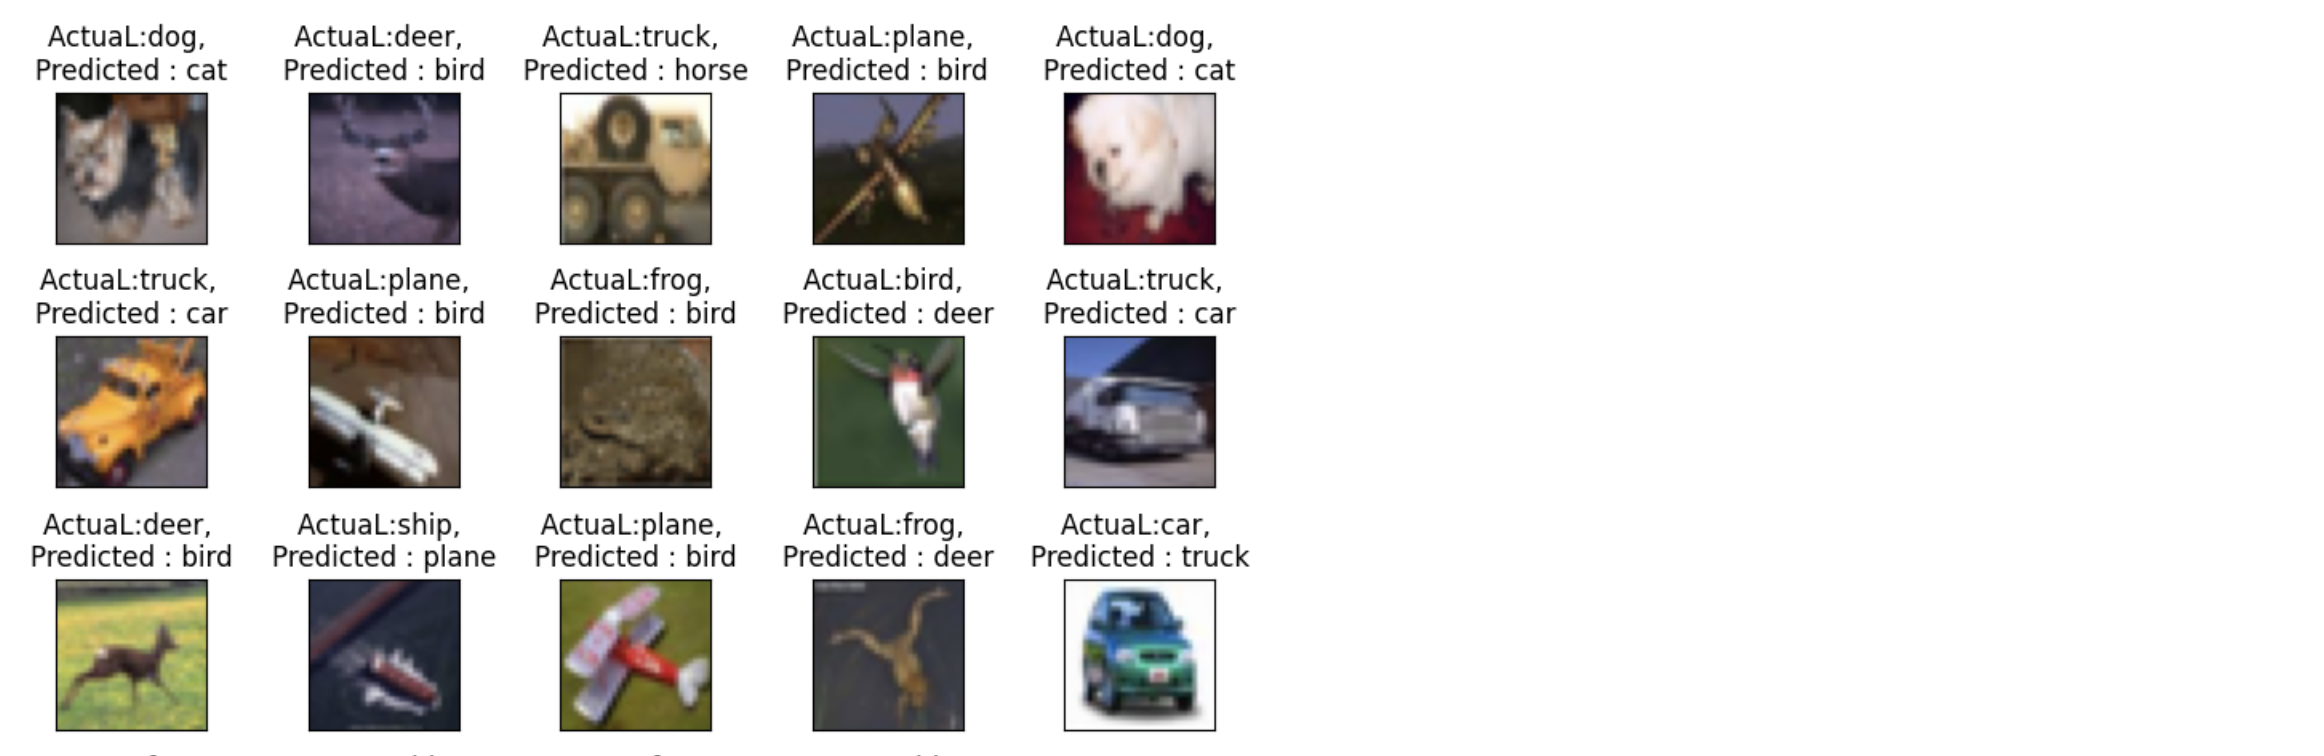 ActuaL:dog,
Predicted : cat
ActuaL:deer,
Predicted : bird
ActuaL:truck,
Predicted : horse
ActuaL:plane,
Predicted : bird
ActuaL:dog,
Predicted : cat
ActuaL:truck,
Predicted : car
ActuaL:plane,
Predicted : bird
ActuaL:frog,
Predicted : bird
ActuaL:bird,
Predicted : deer
ActuaL:truck,
Predicted : car
ActuaL:deer,
Predicted : bird
ActuaL:ship,
Predicted : plane
ActuaL:plane,
Predicted : bird
ActuaL:frog,
Predicted : deer
ActuaL:car,
Predicted : truck